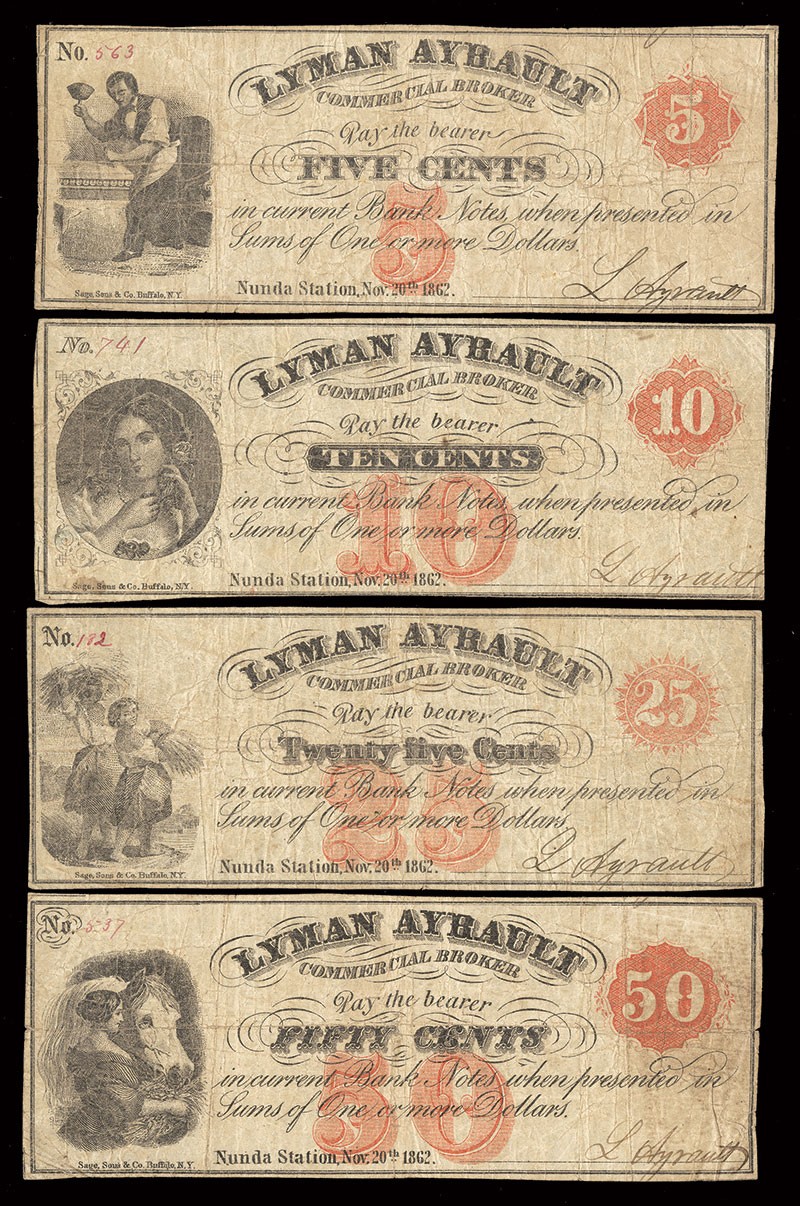 No. 563
LYMAN AYRAULT
COMMERCIAL BROKER
5
Pay the bearer
FIVE CENTS
5
in current Bank Notes, when presented in
Sums of One or more Dollars.
Nunda Station, Nov. 20th 1862.
L Ayrault
Sage, Sons & Co. Buffalo, N.Y.
No. 741
LYMAN AYRAULT
COMMERCIAL BROKER
10
Pay the bearer
TEN CENTS
10
in current Bank Notes, when presented in
Sums of One or more Dollars.
Nunda Station, Nov. 20th 1862.
L Ayrault
Sage, Sons & Co. Buffalo, N.Y.
No. 182
LYMAN AYRAULT
COMMERCIAL BROKER
25
Pay the bearer
Twenty five Cents
25
in current Bank Notes when presented in
Sums of One or more Dollars
Nunda Station, Nov. 20th 1862.
L Ayrault
Sage, Sons & Co. Buffalo, N.Y.
No. 537
LYMAN AYRAULT
COMMERCIAL BROKER
50
Pay the bearer
FIFTY CENTS
50
in current Bank Notes, when presented in
Sums of One or more Dollars.
Nunda Station, Nov. 20th 1862.
L Ayrault
Sage, Sons & Co. Buffalo, N.Y.